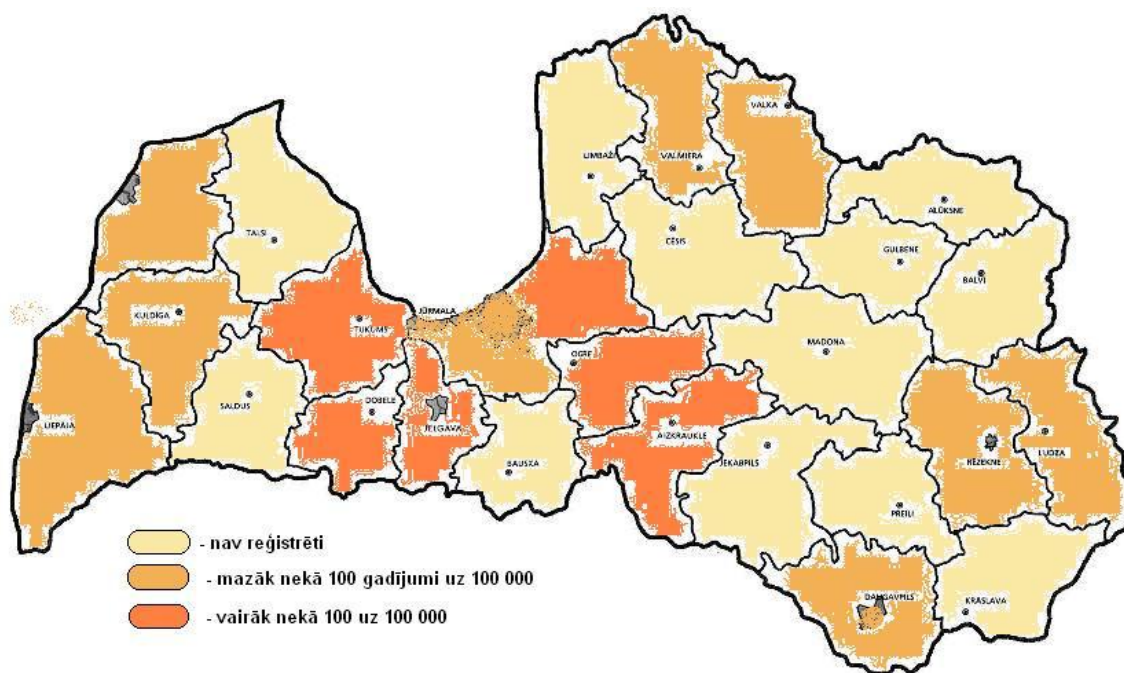 VALKA
LIMBAŽI
VALMIERA
ALŪKSNE
CĒSIS
TALSI
GULBENE
BALVI
JŪRMALA
KULDĪGA
TUKUMS
MADONA
OGRE
SALDUS
DOBELE
LIEPĀJA
JELGAVA
AIZKRAUKLE
JĒKABPILS
RĒZEKNE
LUDZA
BAUSKA
PREIĻI
DAUGAVPILS
KRĀSLAVA
- nav reģistrēti
- mazāk nekā 100 gadījumi uz 100 000
- vairāk nekā 100 uz 100 000